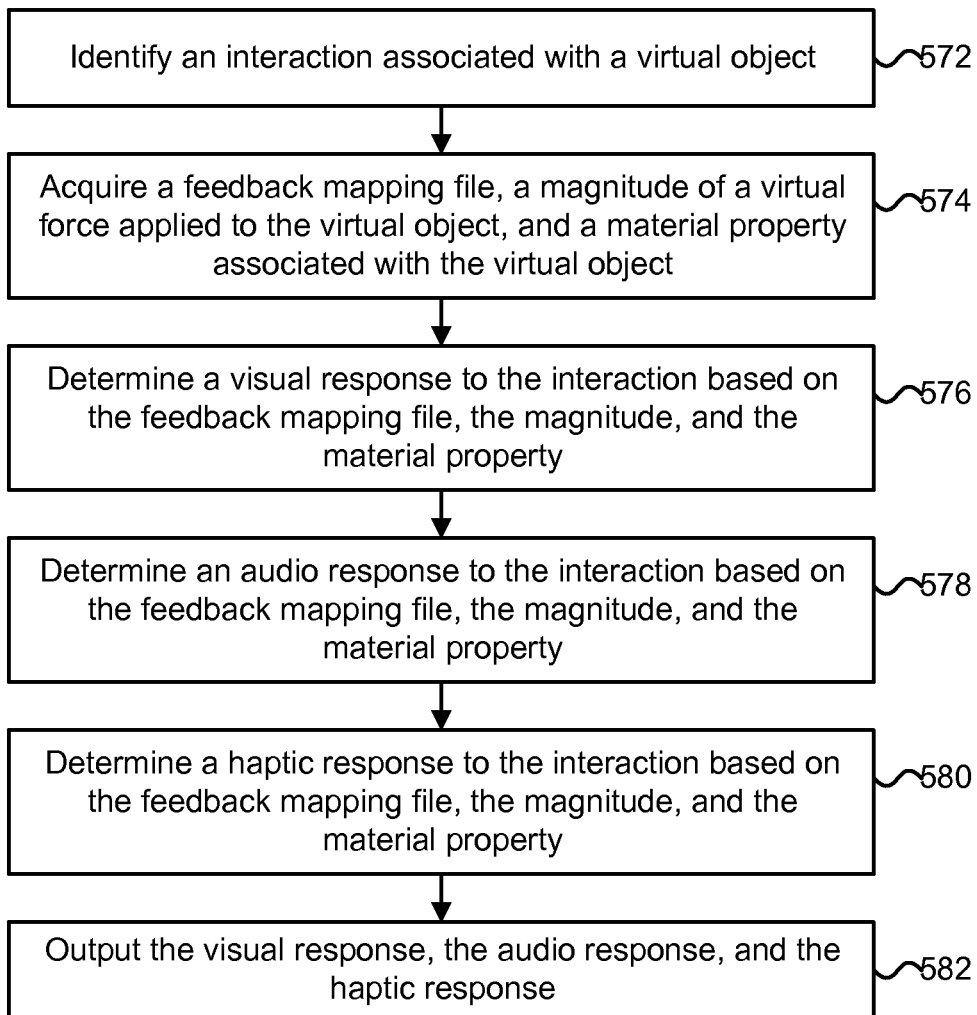 Identify an interaction associated with a virtual object
572
Acquire a feedback mapping file, a magnitude of a virtual
force applied to the virtual object, and a material property
associated with the virtual object
574
Determine a visual response to the interaction based on
the feedback mapping file, the magnitude, and the
material property
576
Determine an audio response to the interaction based on
the feedback mapping file, the magnitude, and the
material property
578
Determine a haptic response to the interaction based on
the feedback mapping file, the magnitude, and the
material property
580
Output the visual response, the audio response, and the
haptic response
582